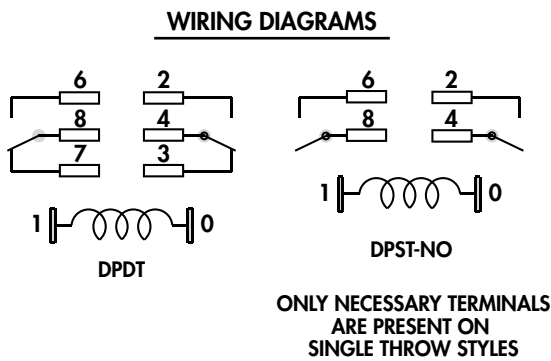 WIRING DIAGRAMS
6 2
8 4
7 3
1 0
DPDT
6 2
8 4
1 0
DPST-NO
ONLY NECESSARY TERMINALS
ARE PRESENT ON
SINGLE THROW STYLES